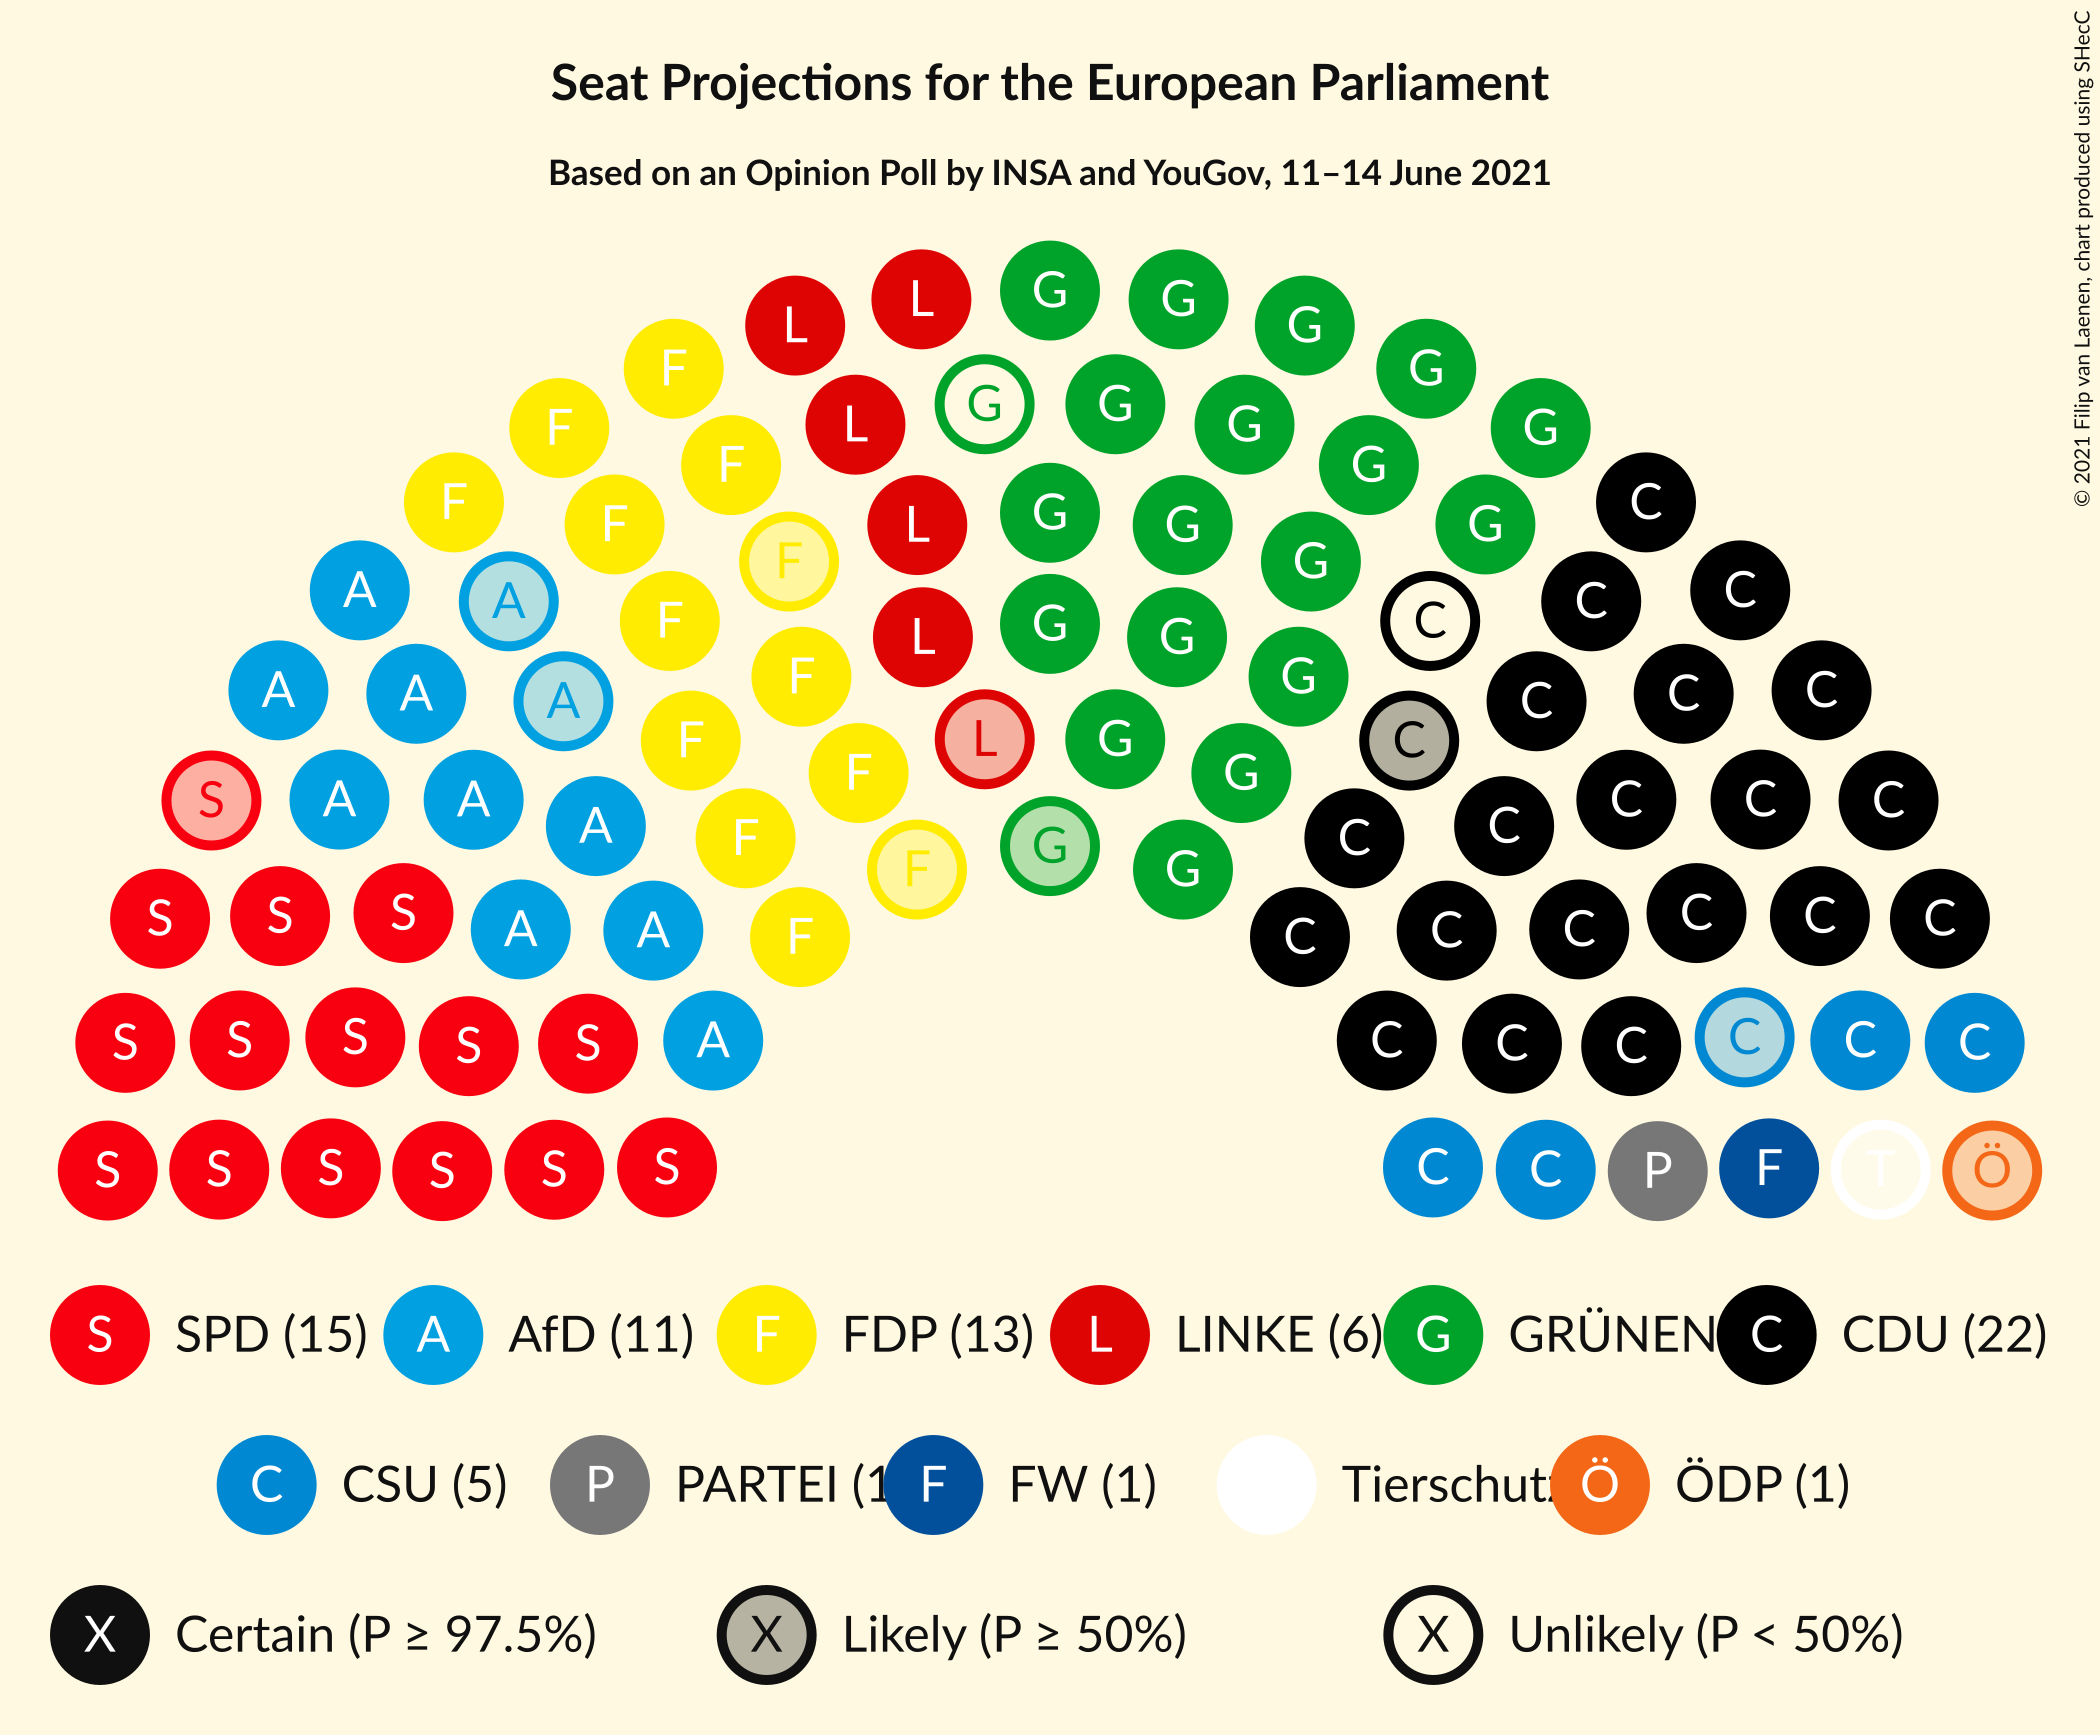 Seat Projections for the European Parliament
Based on an Opinion Poll by INSA and YouGov, 11–14 June 2021
© 2021 Filip van Laenen, chart produced using SHecC
L L G G G
F L G G G G
F F L G G G G
F F F L G G G G C
A A F F L G G G C C C
A A A F F L G G C C C C
S A A A F F F G G C C C C C
S S S A A F C C C C C C
S S S S S A C C C C C C
S S S S S S C C P F T Ö
S SPD (15) A AfD (11) F FDP (13) L LINKE (6) G GRÜNEN C CDU (22)
C CSU (5) P PARTEI (1 F FW (1) Tierschutz Ö ÖDP (1)
X Certain (P ≥ 97.5%) X Likely (P ≥ 50%) X Unlikely (P < 50%)